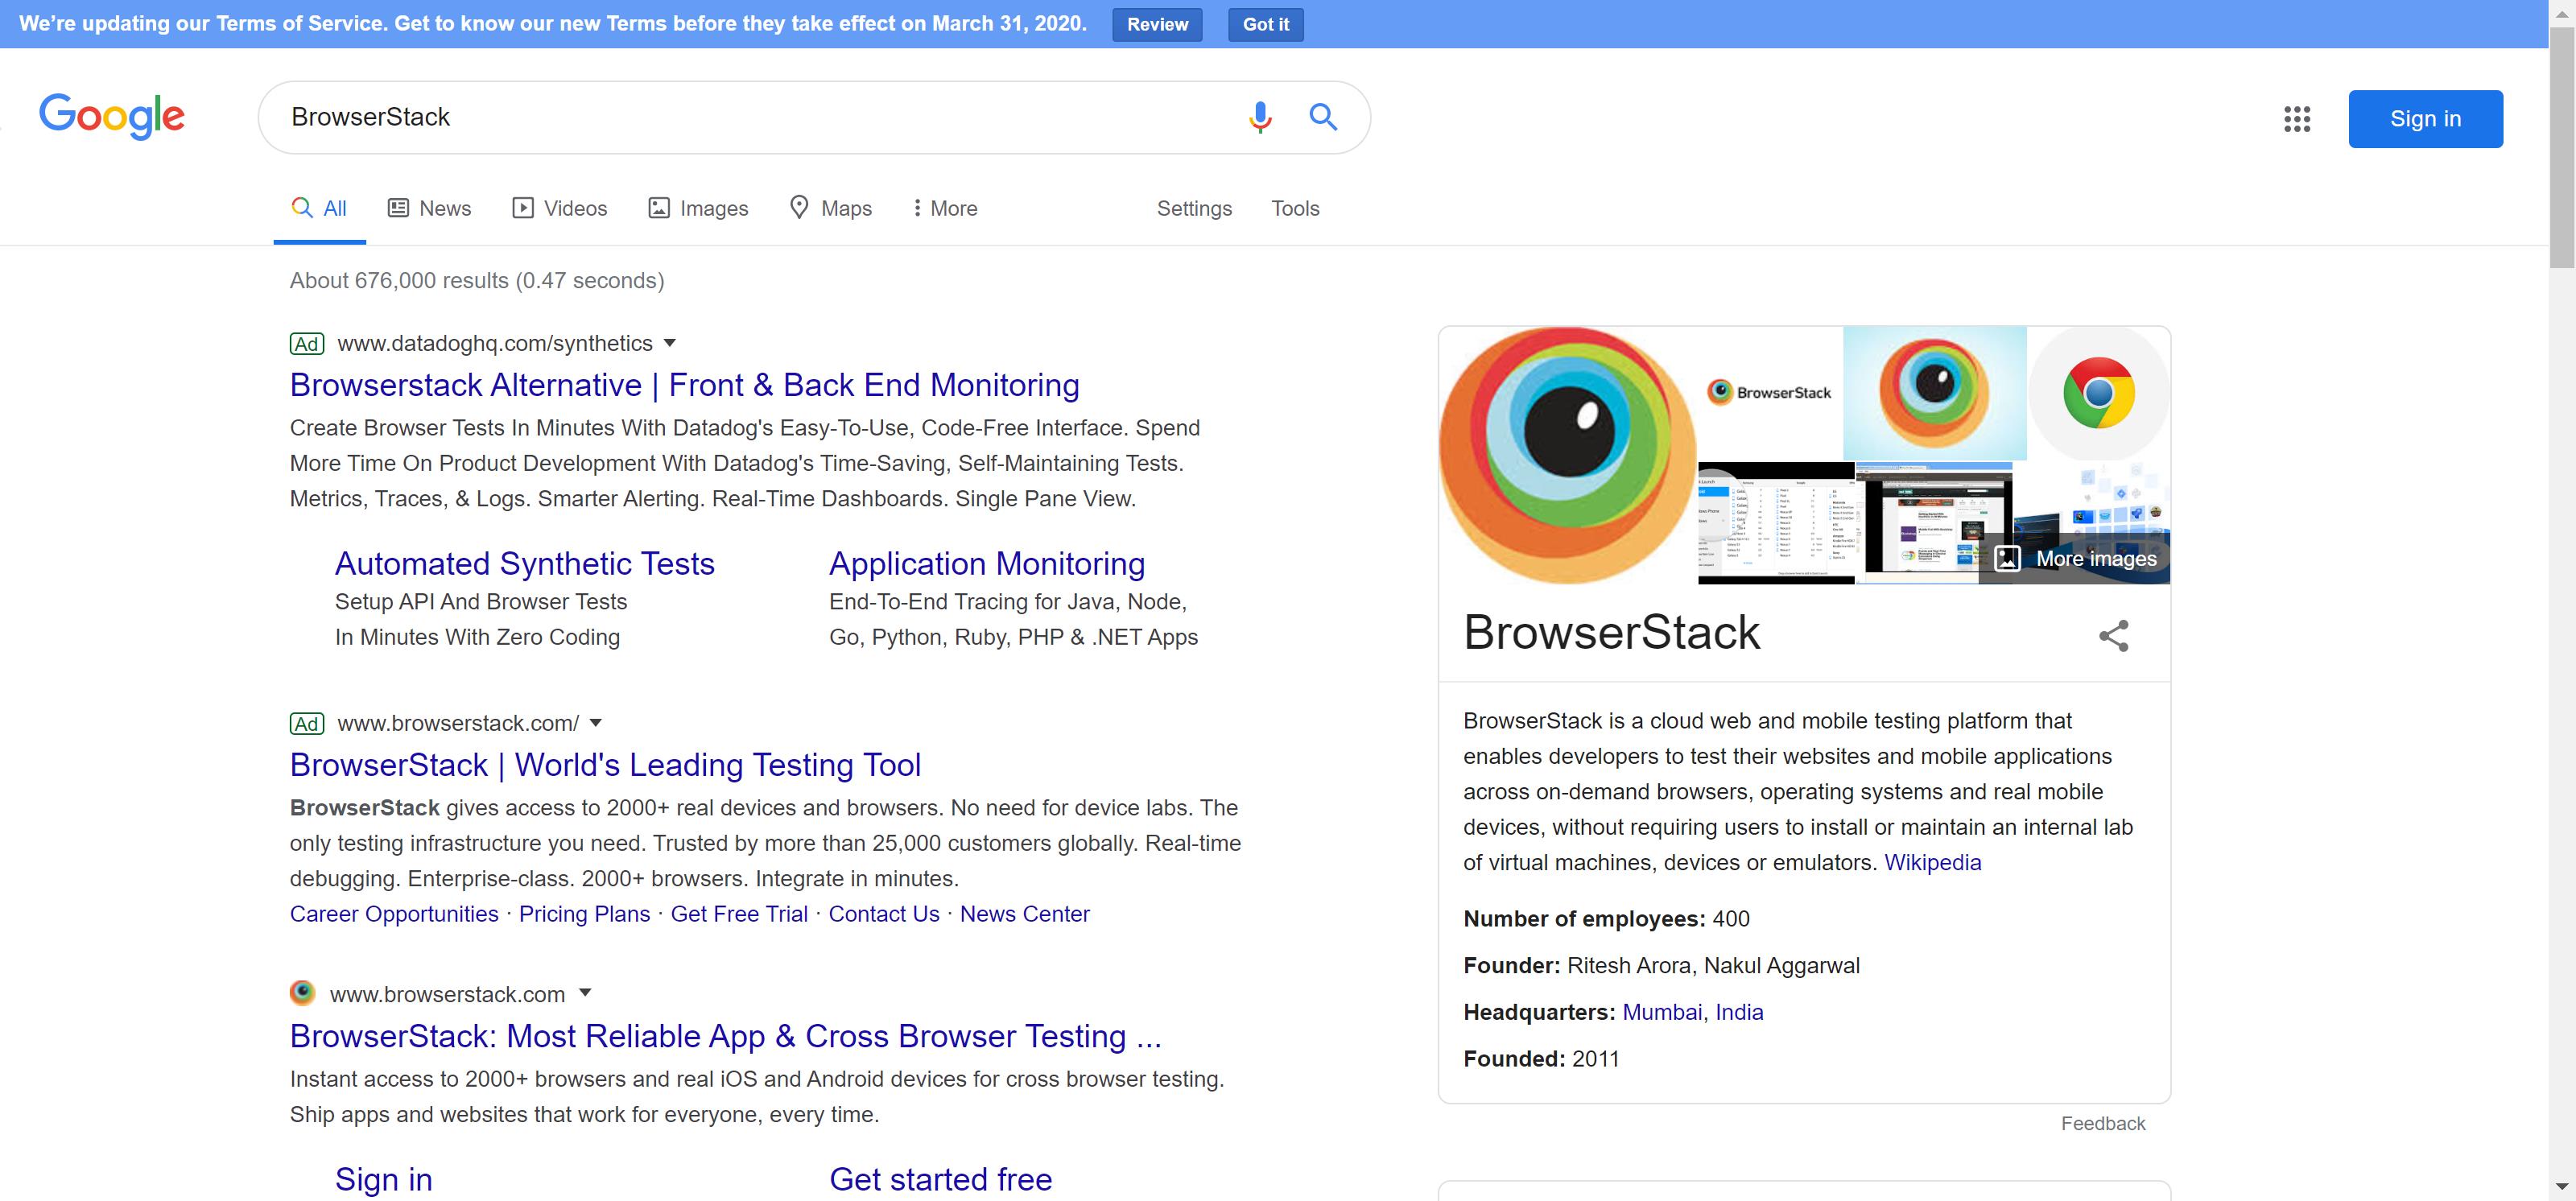 We're updating our Terms of Service. Get to know our new Terms before they take effect on March 31, 2020. Review Got it
Google
BrowserStack
Sign in
All News Videos Images Maps More Settings Tools
About 676,000 results (0.47 seconds)
Ad www.datadoghq.com/synthetics
Browserstack Alternative | Front & Back End Monitoring
Create Browser Tests In Minutes With Datadog's Easy-To-Use, Code-Free Interface. Spend
More Time On Product Development With Datadog's Time-Saving, Self-Maintaining Tests.
Metrics, Traces, & Logs. Smarter Alerting. Real-Time Dashboards. Single Pane View.
Automated Synthetic Tests
Setup API And Browser Tests
In Minutes With Zero Coding
Application Monitoring
End-To-End Tracing for Java, Node,
Go, Python, Ruby, PHP & .NET Apps
Ad www.browserstack.com/
BrowserStack | World's Leading Testing Tool
BrowserStack gives access to 2000+ real devices and browsers. No need for device labs. The
only testing infrastructure you need. Trusted by more than 25,000 customers globally. Real-time
debugging. Enterprise-class. 2000+ browsers. Integrate in minutes.
Career Opportunities · Pricing Plans · Get Free Trial · Contact Us · News Center
www.browserstack.com
BrowserStack: Most Reliable App & Cross Browser Testing ...
Instant access to 2000+ browsers and real iOS and Android devices for cross browser testing.
Ship apps and websites that work for everyone, every time.
Sign in
Get started free
BrowserStack
More images
BrowserStack
BrowserStack is a cloud web and mobile testing platform that
enables developers to test their websites and mobile applications
across on-demand browsers, operating systems and real mobile
devices, without requiring users to install or maintain an internal lab
of virtual machines, devices or emulators. Wikipedia
Number of employees: 400
Founder: Ritesh Arora, Nakul Aggarwal
Headquarters: Mumbai, India
Founded: 2011
Feedback